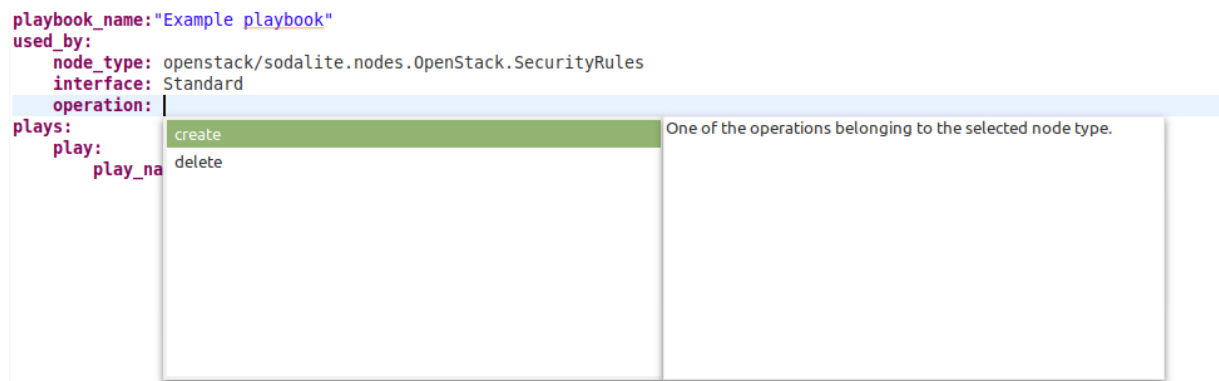 playbook_name:"Example playbook"
used_by:
    node_type: openstack/sodalite.nodes.OpenStack.SecurityRules
    interface: Standard
    operation:
plays:
    play:
        play_na
create
delete
One of the operations belonging to the selected node type.